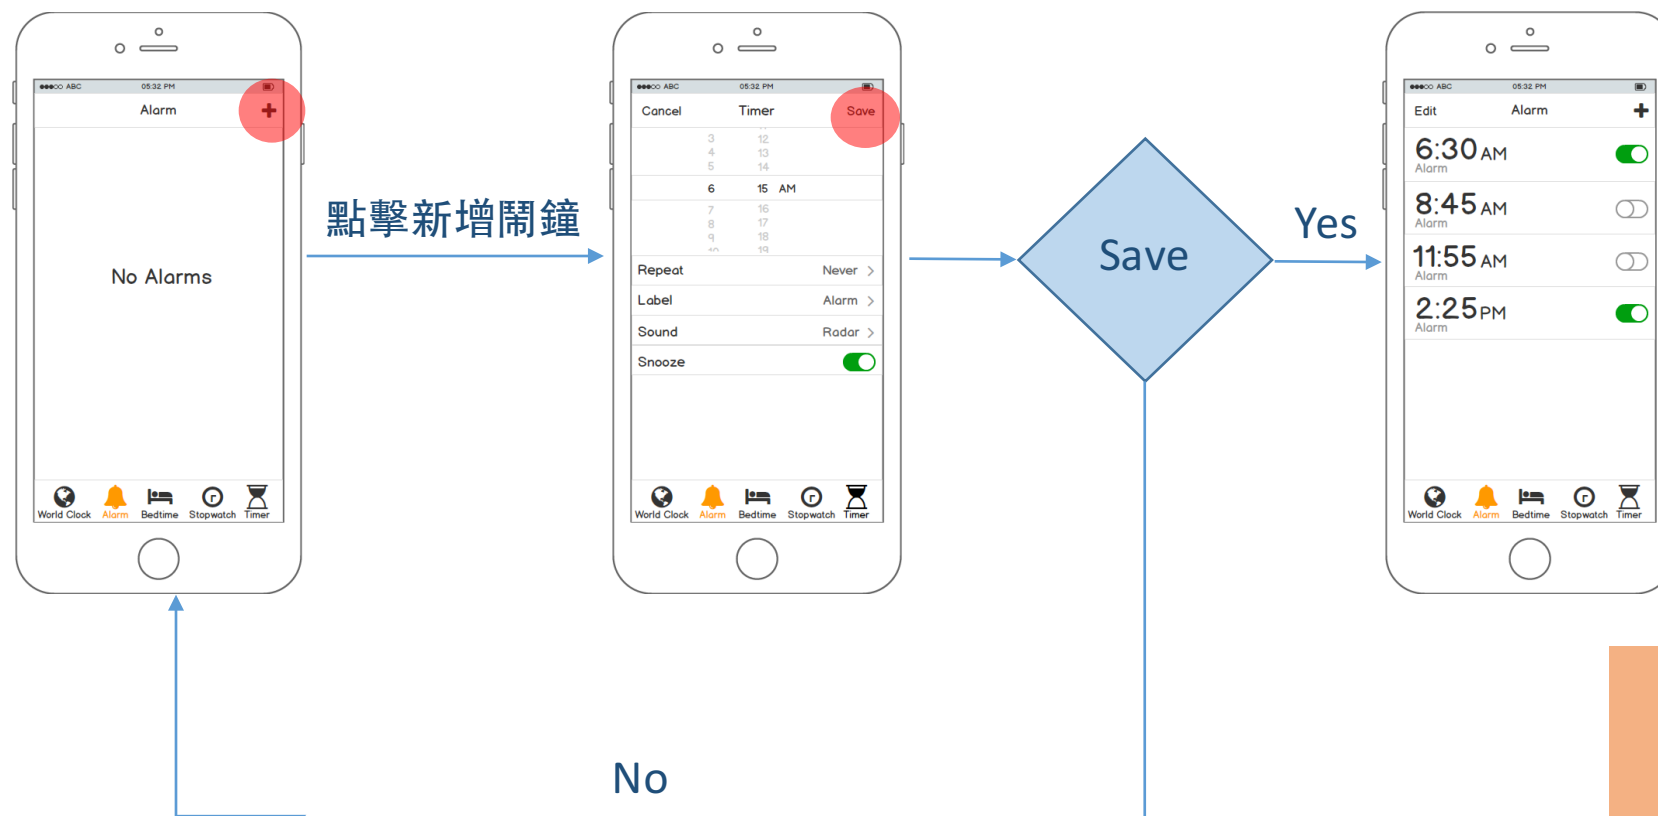 ABC 05:32 PM
Alarm +
No Alarms
World Clock Alarm Bedtime Stopwatch Timer
點擊新增鬧鐘
ABC 05:32 PM
Cancel Timer Save
3 12
4 13
5 14
6 15 AM
7 16
8 17
9 18
10 19
Repeat Never >
Label Alarm >
Sound Radar >
Snooze
World Clock Alarm Bedtime Stopwatch Timer
Save
Yes
ABC 05:32 PM
Edit Alarm +
6:30 AM
Alarm
8:45 AM
Alarm
11:55 AM
Alarm
2:25 PM
Alarm
World Clock Alarm Bedtime Stopwatch Timer
No